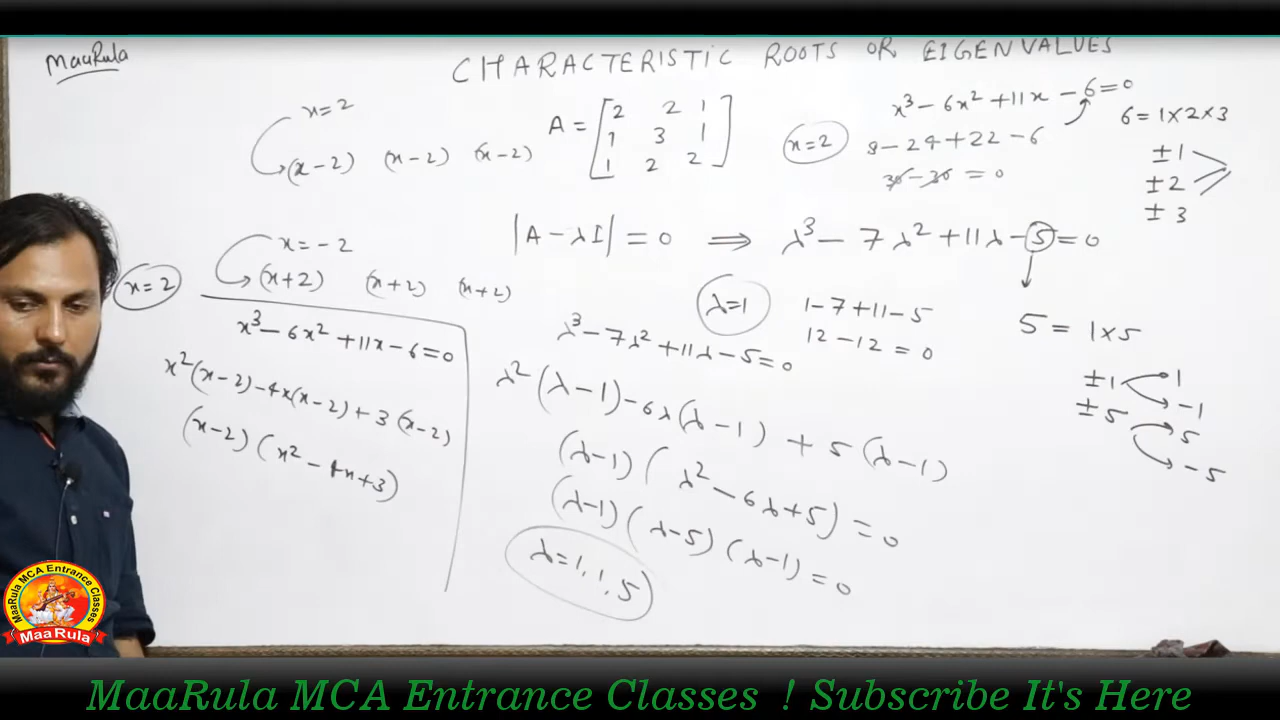 MaaRula
CHARACTERISTIC ROOTS OR EIGENVALUES
x=2
(x-2) (x-2) (x-2)
A = [2 2 1
1 3 1
1 2 2]
x³ - 6x² + 11x - 6 = 0
x=2
8 - 24 + 22 - 6
30 - 30 = 0
6 = 1×2×3
±1
±2
±3
|A - λI| = 0 ⟹ λ³ - 7λ² + 11λ - 5 = 0
x = -2
(x+2) (x+2) (x+2)
x=2
x³ - 6x² + 11x - 6 = 0
x²(x-2) - 4x(x-2) + 3(x-2)
(x-2)(x² - 4x + 3)
λ=1
1 - 7 + 11 - 5
12 - 12 = 0
λ³ - 7λ² + 11λ - 5 = 0
λ²(λ-1) - 6λ(λ-1) + 5(λ-1)
(λ-1)(λ² - 6λ + 5) = 0
(λ-1)(λ-5)(λ-1) = 0
λ = 1, 1, 5
5 = 1×5
±1 1
-1
±5 5
-5
MaaRula MCA Entrance Classes
MaaRula
MaaRula MCA Entrance Classes ! Subscribe It's Here